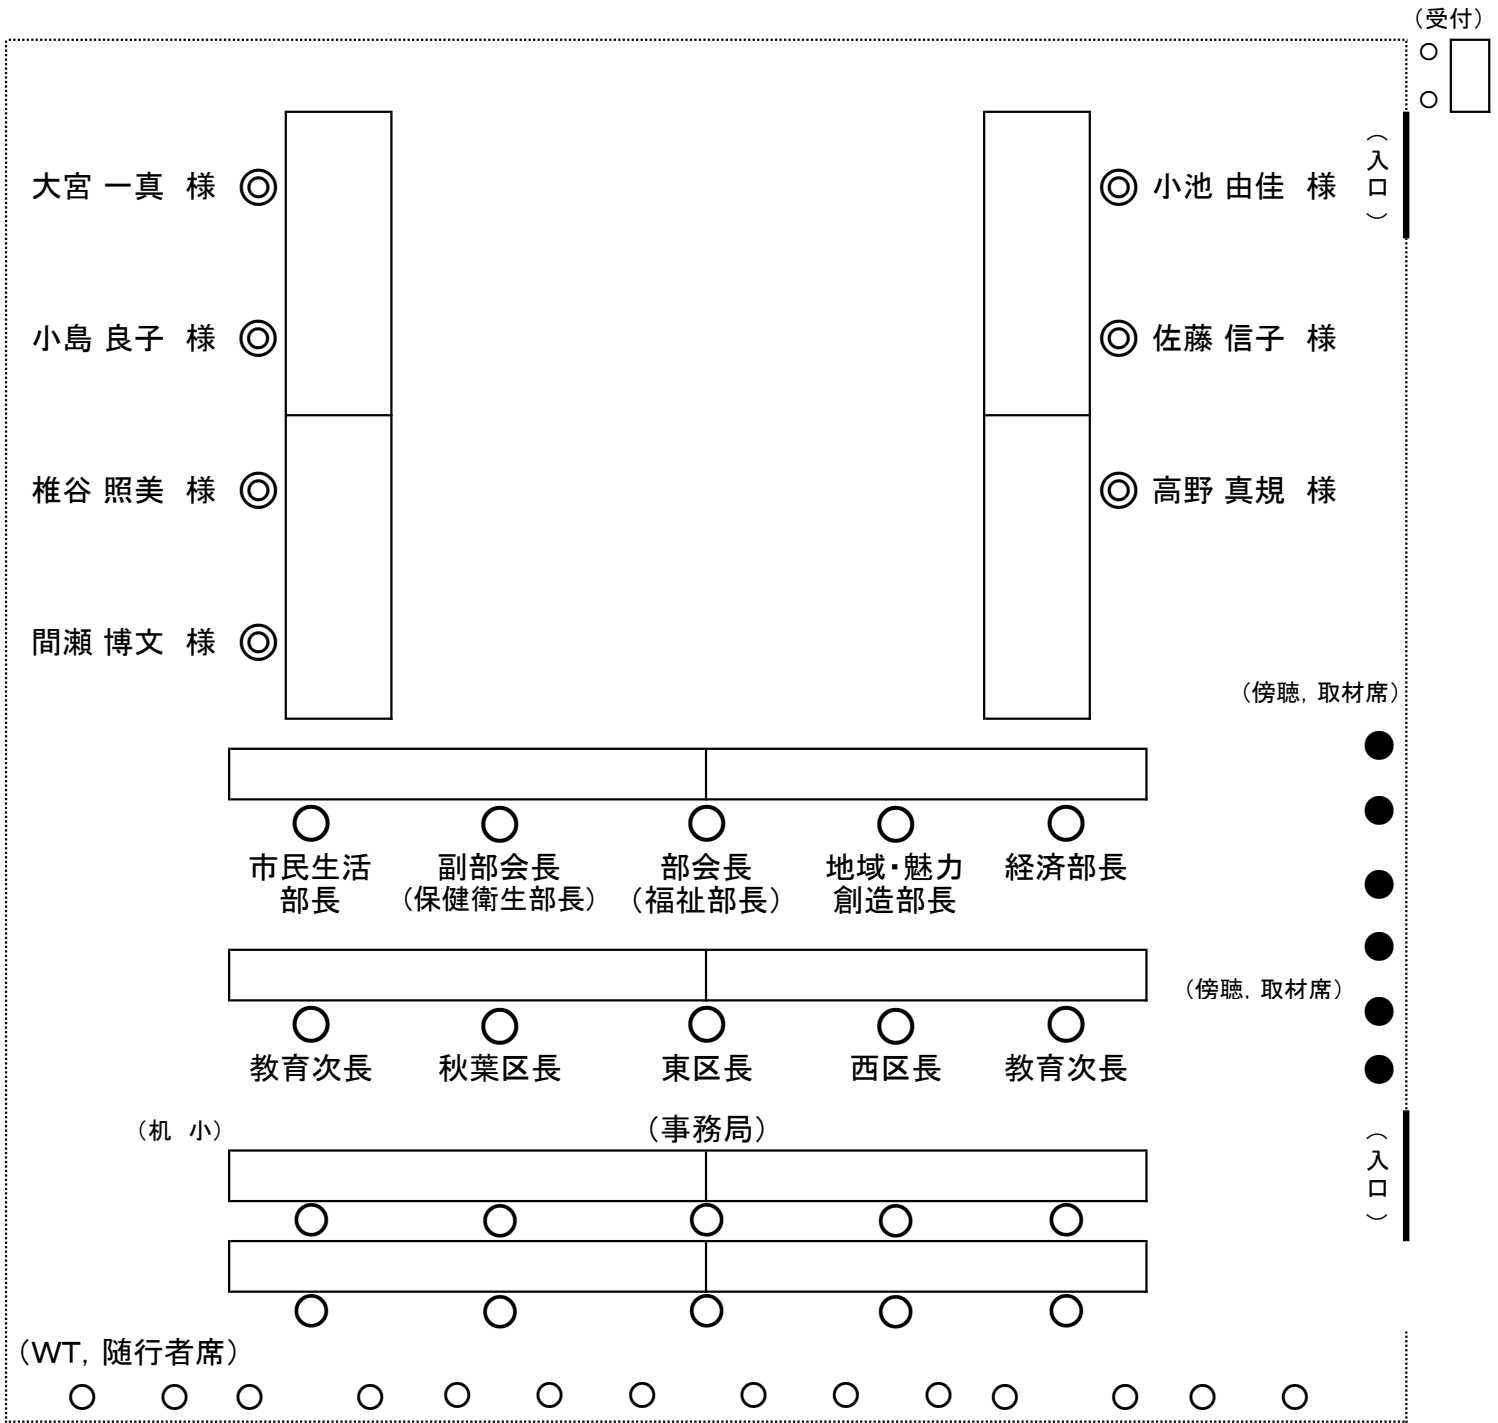 （受付）
（入口）
大宮 一真 様
小池 由佳 様
小島 良子 様
佐藤 信子 様
椎谷 照美 様
高野 真規 様
間瀬 博文 様
（傍聴，取材席）
市民生活
部長
副部会長
（保健衛生部長）
部会長
（福祉部長）
地域・魅力
創造部長
経済部長
（傍聴，取材席）
教育次長
秋葉区長
東区長
西区長
教育次長
（机 小）
（事務局）
（入口）
（WT，随行者席）